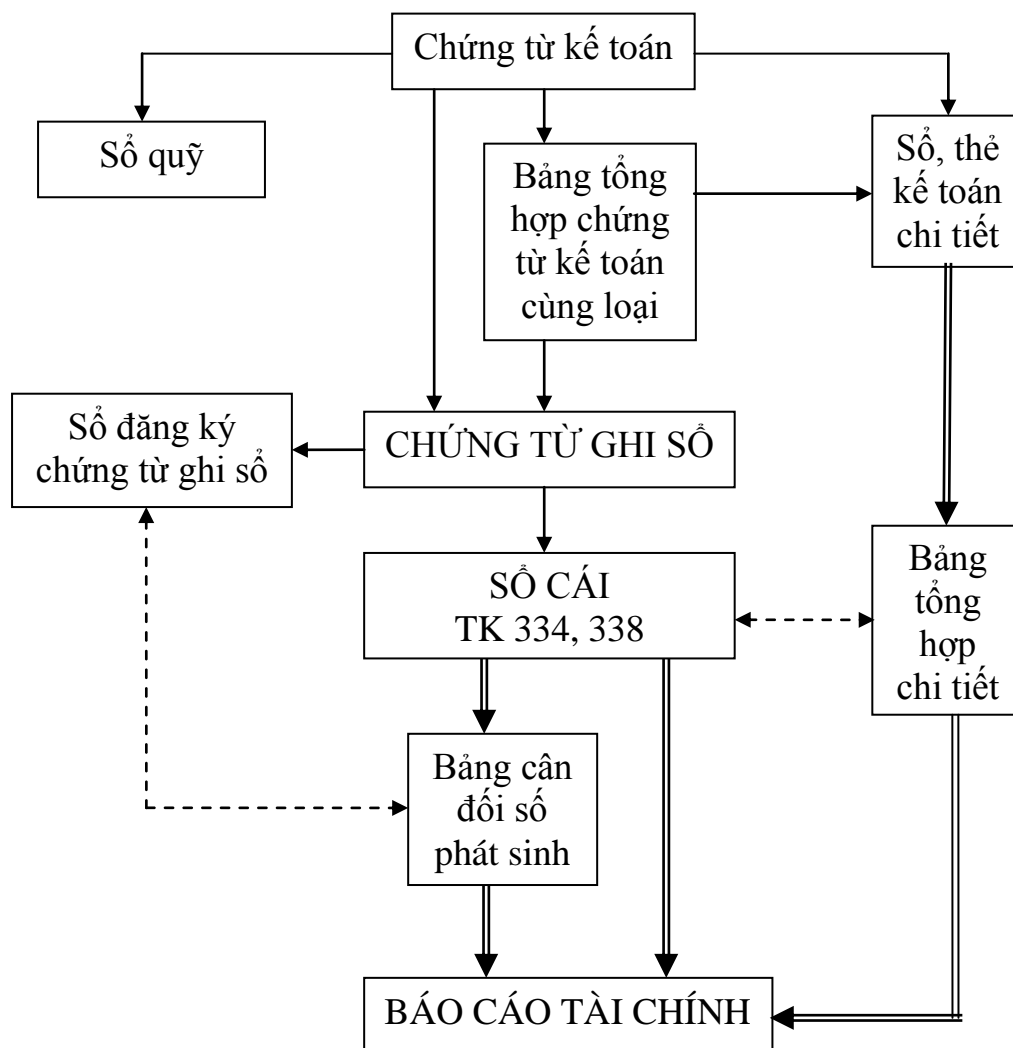 Chứng từ kế toán
Sổ quỹ
Bảng tổng
hợp chứng
từ kế toán
cùng loại
Sổ, thẻ
kế toán
chi tiết
Sổ đăng ký
chứng từ ghi sổ
CHỨNG TỪ GHI SỔ
SỔ CÁI
TK 334, 338
Bảng
tổng
hợp
chi tiết
Bảng cân
đối số
phát sinh
BÁO CÁO TÀI CHÍNH